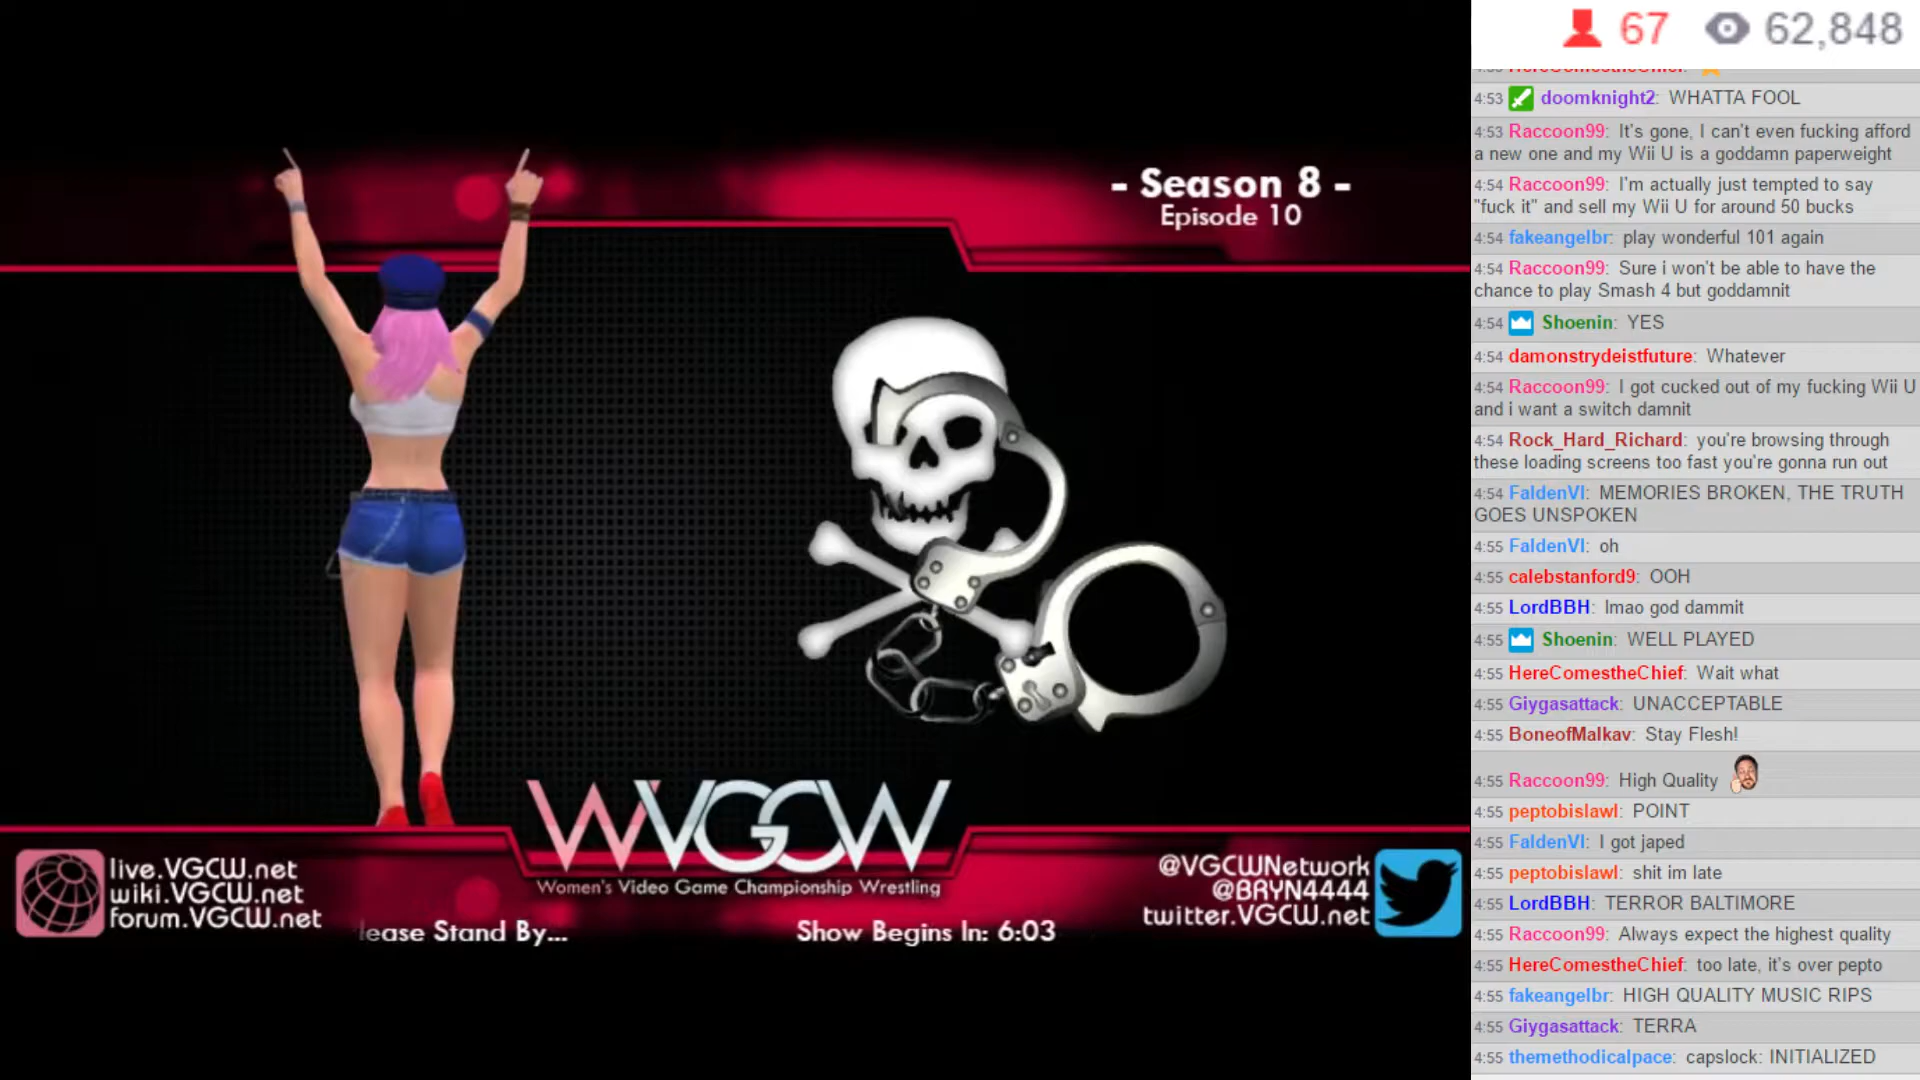 - Season 8 -
Episode 10
WVGCW
Women's Video Game Championship Wrestling
live.VGCW.net
wiki.VGCW.net
forum.VGCW.net
lease Stand By...
Show Begins In: 6:03
@VGCWNetwork
@BRYN4444
twitter.VGCW.net
67 62,848
4:53 HereComestheChief:
4:53 doomknight2: WHATTA FOOL
4:53 Raccoon99: It's gone, I can't even fucking afford
a new one and my Wii U is a goddamn paperweight
4:54 Raccoon99: I'm actually just tempted to say
"fuck it" and sell my Wii U for around 50 bucks
4:54 fakeangelbr: play wonderful 101 again
4:54 Raccoon99: Sure i won't be able to have the
chance to play Smash 4 but goddamnit
4:54 Shoenin: YES
4:54 damonstrydeistfuture: Whatever
4:54 Raccoon99: I got cucked out of my fucking Wii U
and i want a switch damnit
4:54 Rock_Hard_Richard: you're browsing through
these loading screens too fast you're gonna run out
4:54 FaldenVI: MEMORIES BROKEN, THE TRUTH
GOES UNSPOKEN
4:55 FaldenVI: oh
4:55 calebstanford9: OOH
4:55 LordBBH: lmao god dammit
4:55 Shoenin: WELL PLAYED
4:55 HereComestheChief: Wait what
4:55 Giygasattack: UNACCEPTABLE
4:55 BoneofMalkav: Stay Flesh!
4:55 Raccoon99: High Quality
4:55 peptobislawl: POINT
4:55 FaldenVI: I got japed
4:55 peptobislawl: shit im late
4:55 LordBBH: TERROR BALTIMORE
4:55 Raccoon99: Always expect the highest quality
4:55 HereComestheChief: too late, it's over pepto
4:55 fakeangelbr: HIGH QUALITY MUSIC RIPS
4:55 Giygasattack: TERRA
4:55 themethodicalpace: capslock: INITIALIZED